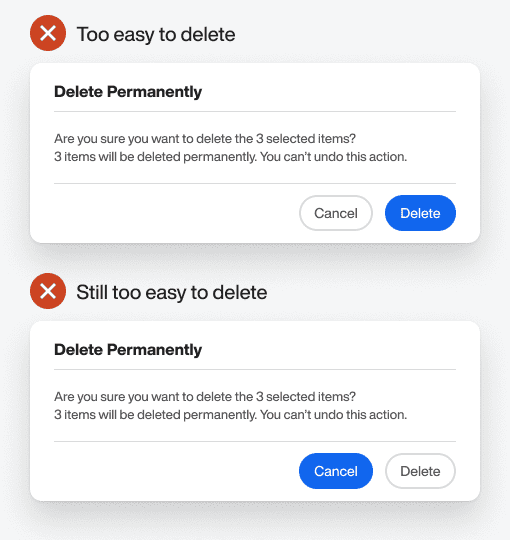 Too easy to delete
Delete Permanently
Are you sure you want to delete the 3 selected items?
3 items will be deleted permanently. You can’t undo this action.
Cancel
Delete
Still too easy to delete
Delete Permanently
Are you sure you want to delete the 3 selected items?
3 items will be deleted permanently. You can’t undo this action.
Cancel
Delete